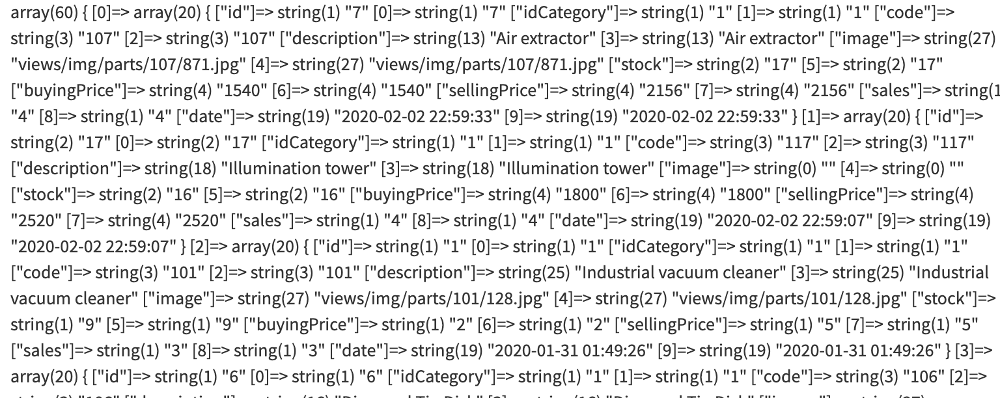 array(60) { [0]=> array(20) { ["id"]=> string(1) "7" [0]=> string(1) "7" ["idCategory"]=> string(1) "1" [1]=> string(1) "1" ["code"]=>
string(3) "107" [2]=> string(3) "107" ["description"]=> string(13) "Air extractor" [3]=> string(13) "Air extractor" ["image"]=> string(27)
"views/img/parts/107/871.jpg" [4]=> string(27) "views/img/parts/107/871.jpg" ["stock"]=> string(2) "17" [5]=> string(2) "17"
["buyingPrice"]=> string(4) "1540" [6]=> string(4) "1540" ["sellingPrice"]=> string(4) "2156" [7]=> string(4) "2156" ["sales"]=> string(1
"4" [8]=> string(1) "4" ["date"]=> string(19) "2020-02-02 22:59:33" [9]=> string(19) "2020-02-02 22:59:33" } [1]=> array(20) { ["id"]=>
string(2) "17" [0]=> string(2) "17" ["idCategory"]=> string(1) "1" [1]=> string(1) "1" ["code"]=> string(3) "117" [2]=> string(3) "117"
["description"]=> string(18) "Illumination tower" [3]=> string(18) "Illumination tower" ["image"]=> string(0) "" [4]=> string(0) ""
["stock"]=> string(2) "16" [5]=> string(2) "16" ["buyingPrice"]=> string(4) "1800" [6]=> string(4) "1800" ["sellingPrice"]=> string(4)
"2520" [7]=> string(4) "2520" ["sales"]=> string(1) "4" [8]=> string(1) "4" ["date"]=> string(19) "2020-02-02 22:59:07" [9]=> string(19)
"2020-02-02 22:59:07" } [2]=> array(20) { ["id"]=> string(1) "1" [0]=> string(1) "1" ["idCategory"]=> string(1) "1" [1]=> string(1) "1"
["code"]=> string(3) "101" [2]=> string(3) "101" ["description"]=> string(25) "Industrial vacuum cleaner" [3]=> string(25) "Industrial
vacuum cleaner" ["image"]=> string(27) "views/img/parts/101/128.jpg" [4]=> string(27) "views/img/parts/101/128.jpg" ["stock"]=>
string(1) "9" [5]=> string(1) "9" ["buyingPrice"]=> string(1) "2" [6]=> string(1) "2" ["sellingPrice"]=> string(1) "5" [7]=> string(1) "5"
["sales"]=> string(1) "3" [8]=> string(1) "3" ["date"]=> string(19) "2020-01-31 01:49:26" [9]=> string(19) "2020-01-31 01:49:26" } [3]=>
array(20) { ["id"]=> string(1) "6" [0]=> string(1) "6" ["idCategory"]=> string(1) "1" [1]=> string(1) "1" ["code"]=> string(3) "106" [2]=>